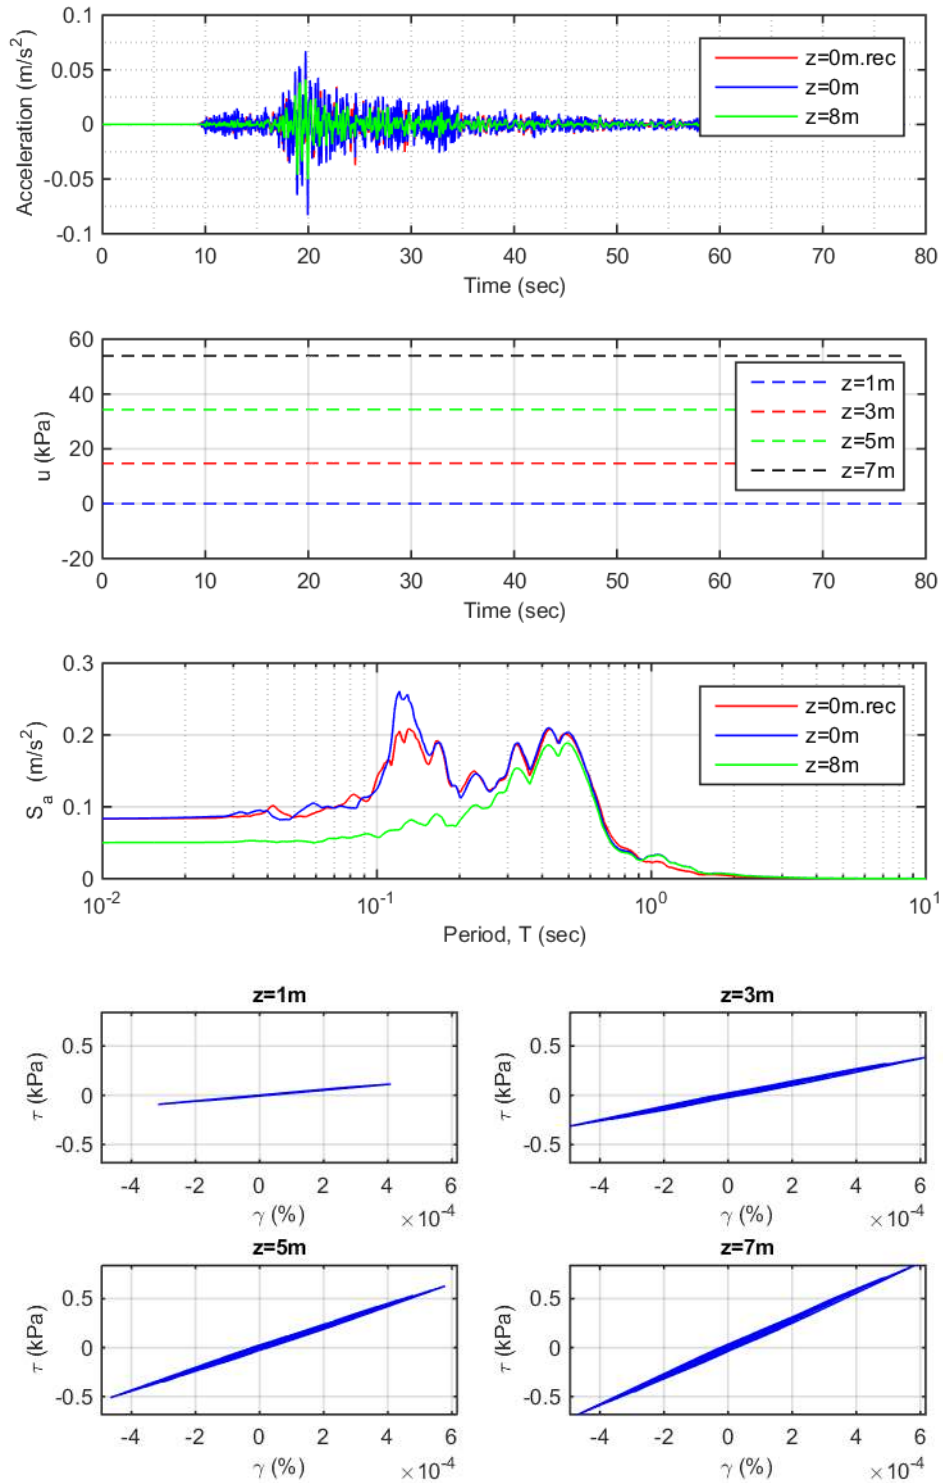 Acceleration (m/s²)
0.1
0.05
0
-0.05
-0.1
z=0m.rec
z=0m
z=8m
0 10 20 30 40 50 60 70 80
Time (sec)
u (kPa)
60
40
20
0
-20
z=1m
z=3m
z=5m
z=7m
0 10 20 30 40 50 60 70 80
Time (sec)
Sₐ (m/s²)
0.3
0.2
0.1
0
z=0m.rec
z=0m
z=8m
10⁻² 10⁻¹ 10⁰ 10¹
Period, T (sec)
z=1m
τ (kPa)
0.5
0
-0.5
-4 -2 0 2 4 6
γ (%) ×10⁻⁴
z=3m
τ (kPa)
0.5
0
-0.5
-4 -2 0 2 4 6
γ (%) ×10⁻⁴
z=5m
τ (kPa)
0.5
0
-0.5
-4 -2 0 2 4 6
γ (%) ×10⁻⁴
z=7m
τ (kPa)
0.5
0
-0.5
-4 -2 0 2 4 6
γ (%) ×10⁻⁴